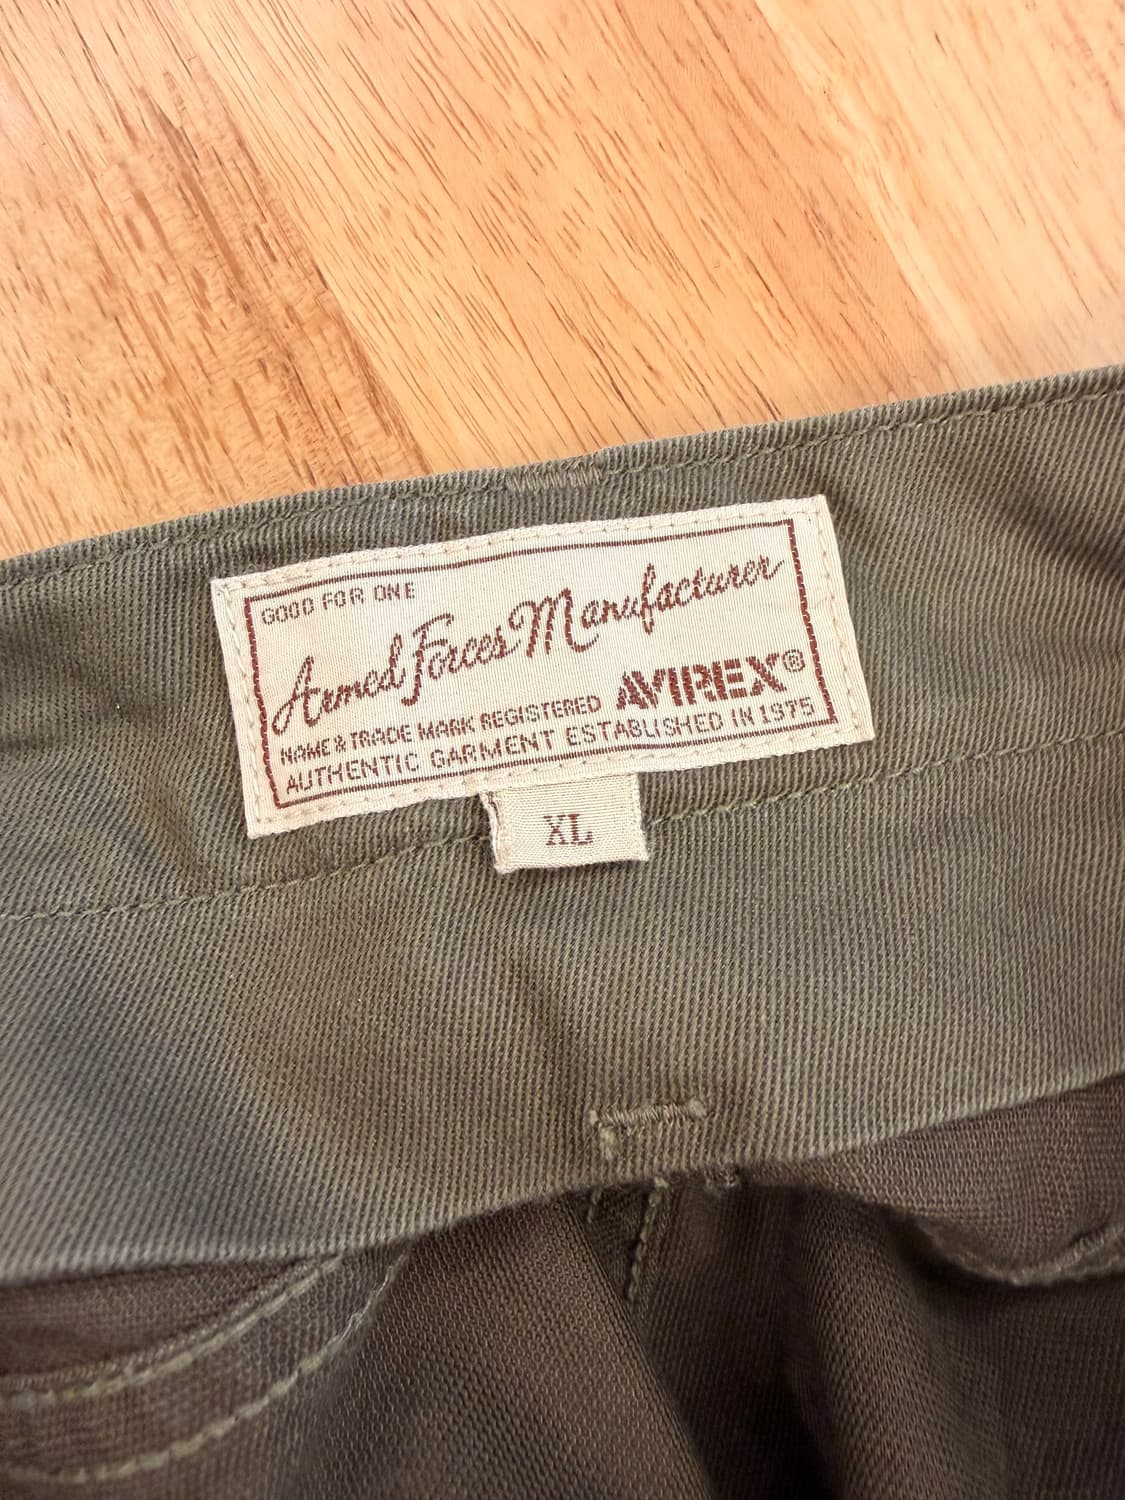 GOOD FOR ONE
Armed Forces Manufacturer
NAME & TRADE MARK REGISTERED AVIREX®
AUTHENTIC GARMENT ESTABLISHED IN 1975
XL